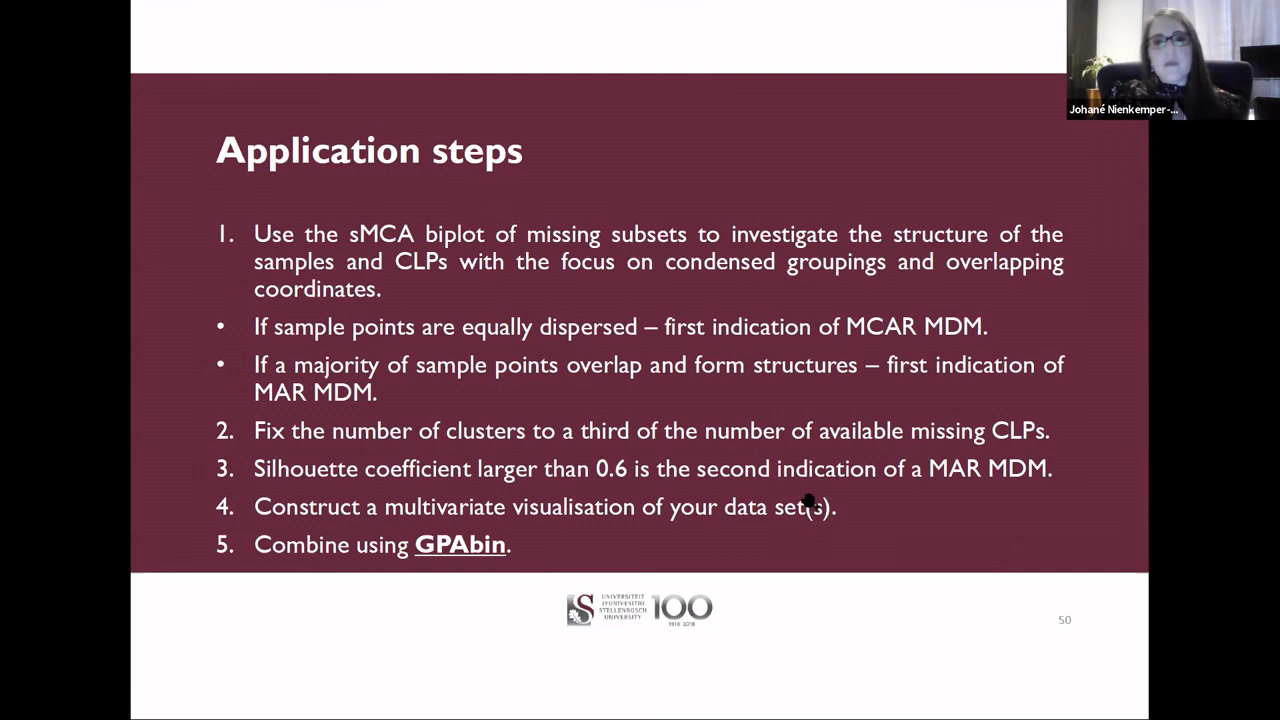 Johané Nienkemper-...
Application steps
1. Use the sMCA biplot of missing subsets to investigate the structure of the
samples and CLPs with the focus on condensed groupings and overlapping
coordinates.
• If sample points are equally dispersed – first indication of MCAR MDM.
• If a majority of sample points overlap and form structures – first indication of
MAR MDM.
2. Fix the number of clusters to a third of the number of available missing CLPs.
3. Silhouette coefficient larger than 0.6 is the second indication of a MAR MDM.
4. Construct a multivariate visualisation of your data set(s).
5. Combine using GPAbin.
UNIVERSITEIT
IYUNIVESITHI
STELLENBOSCH
UNIVERSITY
100
1918·2018
50